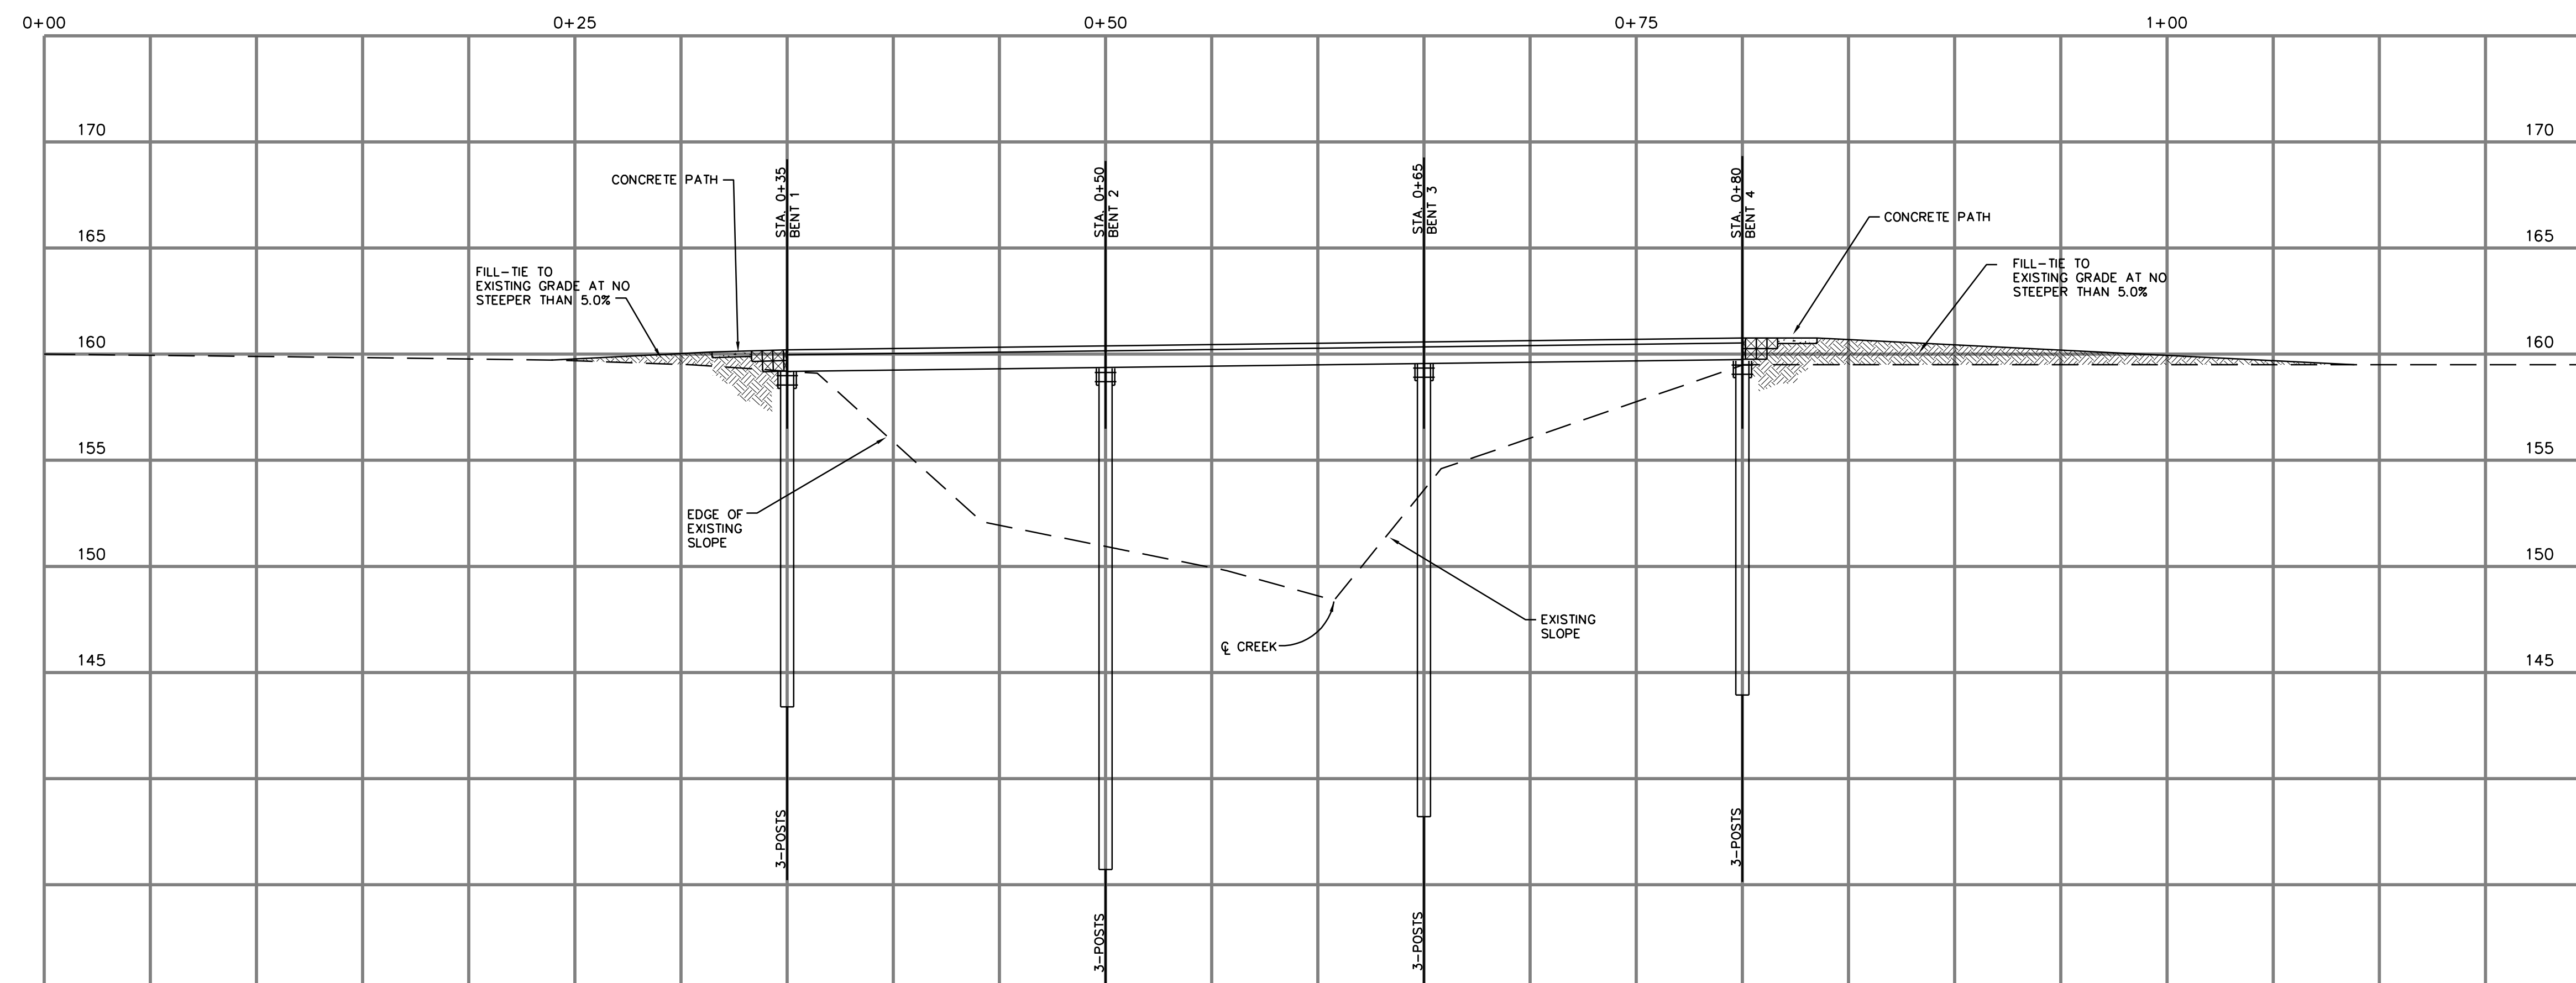 0+00
0+25
0+50
0+75
1+00
170
170
CONCRETE PATH
STA. 0+35
BENT 1
STA. 0+50
BENT 2
STA. 0+65
BENT 3
STA. 0+80
BENT 4
CONCRETE PATH
165
165
FILL-TIE TO
EXISTING GRADE AT NO
STEEPER THAN 5.0%
FILL-TIE TO
EXISTING GRADE AT NO
STEEPER THAN 5.0%
160
160
155
155
EDGE OF
EXISTING
SLOPE
150
150
EXISTING
SLOPE
℄ CREEK
145
145
3-POSTS
3-POSTS
3-POSTS
3-POSTS